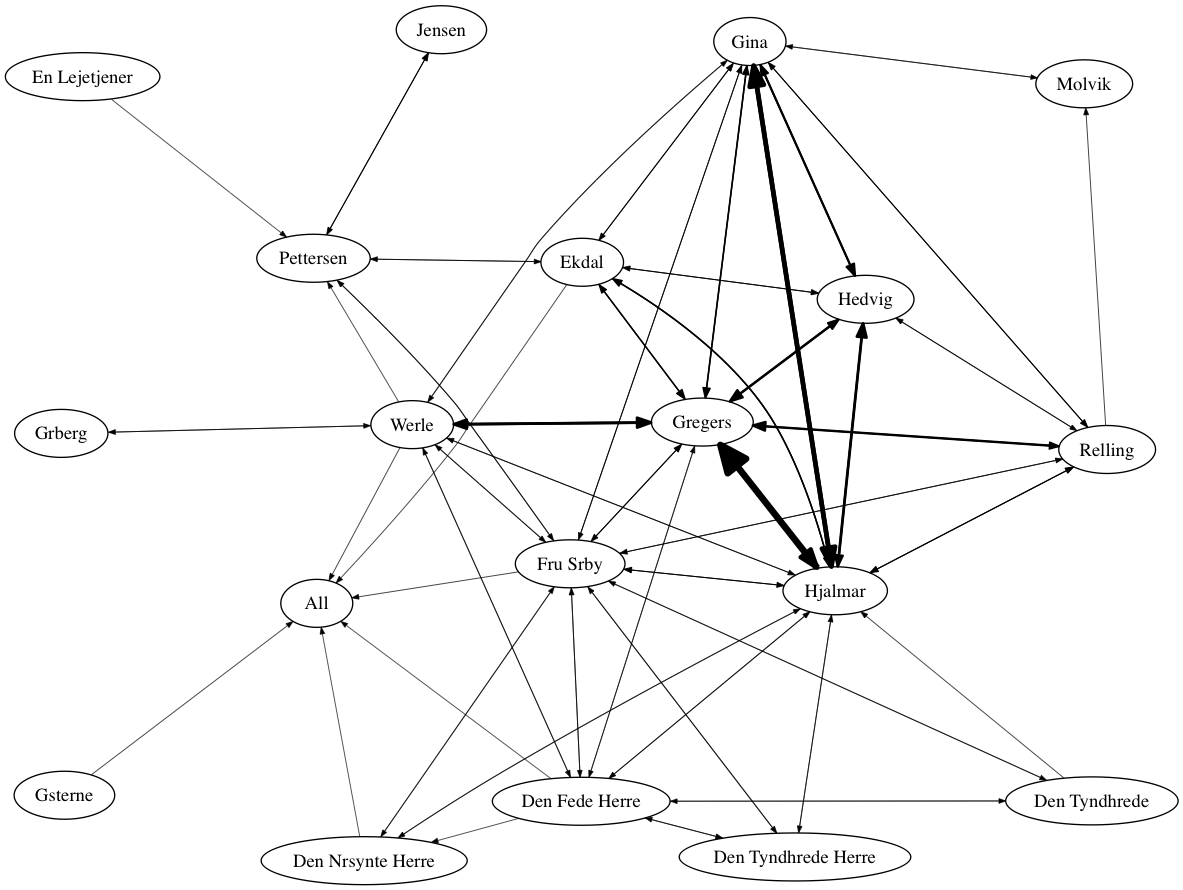 Jensen
Gina
En Lejetjener
Molvik
Pettersen
Ekdal
Hedvig
Grberg
Werle
Gregers
Relling
Fru Srby
Hjalmar
All
Gsterne
Den Fede Herre
Den Tyndhrede
Den Nrsynte Herre
Den Tyndhrede Herre